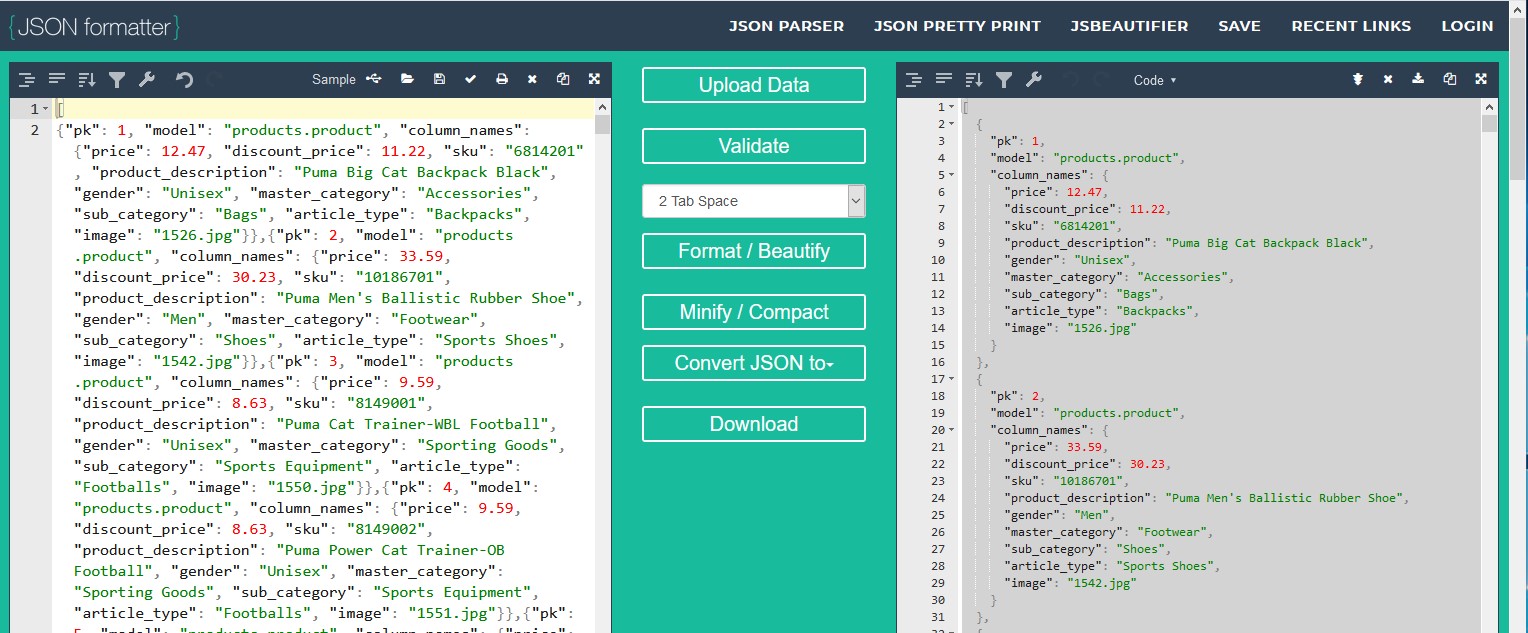 {JSON formatter}
JSON PARSER JSON PRETTY PRINT JSBEAUTIFIER SAVE RECENT LINKS LOGIN
Sample
1 [
2 {"pk": 1, "model": "products.product", "column_names":
{"price": 12.47, "discount_price": 11.22, "sku": "6814201"
, "product_description": "Puma Big Cat Backpack Black",
"gender": "Unisex", "master_category": "Accessories",
"sub_category": "Bags", "article_type": "Backpacks",
"image": "1526.jpg"}},{"pk": 2, "model": "products
.product", "column_names": {"price": 33.59,
"discount_price": 30.23, "sku": "10186701",
"product_description": "Puma Men's Ballistic Rubber Shoe",
"gender": "Men", "master_category": "Footwear",
"sub_category": "Shoes", "article_type": "Sports Shoes",
"image": "1542.jpg"}},{"pk": 3, "model": "products
.product", "column_names": {"price": 9.59,
"discount_price": 8.63, "sku": "8149001",
"product_description": "Puma Cat Trainer-WBL Football",
"gender": "Unisex", "master_category": "Sporting Goods",
"sub_category": "Sports Equipment", "article_type":
"Footballs", "image": "1550.jpg"}},{"pk": 4, "model":
"products.product", "column_names": {"price": 9.59,
"discount_price": 8.63, "sku": "8149002",
"product_description": "Puma Power Cat Trainer-OB
Football", "gender": "Unisex", "master_category":
"Sporting Goods", "sub_category": "Sports Equipment",
"article_type": "Footballs", "image": "1551.jpg"}},{"pk":
5, "model": "products.product", "column_names": {"price":
Upload Data
Validate
2 Tab Space
Format / Beautify
Minify / Compact
Convert JSON to
Download
Code
1 [
2 {
3 "pk": 1,
4 "model": "products.product",
5 "column_names": {
6 "price": 12.47,
7 "discount_price": 11.22,
8 "sku": "6814201",
9 "product_description": "Puma Big Cat Backpack Black",
10 "gender": "Unisex",
11 "master_category": "Accessories",
12 "sub_category": "Bags",
13 "article_type": "Backpacks",
14 "image": "1526.jpg"
15 }
16 },
17 {
18 "pk": 2,
19 "model": "products.product",
20 "column_names": {
21 "price": 33.59,
22 "discount_price": 30.23,
23 "sku": "10186701",
24 "product_description": "Puma Men's Ballistic Rubber Shoe",
25 "gender": "Men",
26 "master_category": "Footwear",
27 "sub_category": "Shoes",
28 "article_type": "Sports Shoes",
29 "image": "1542.jpg"
30 }
31 },
32 {